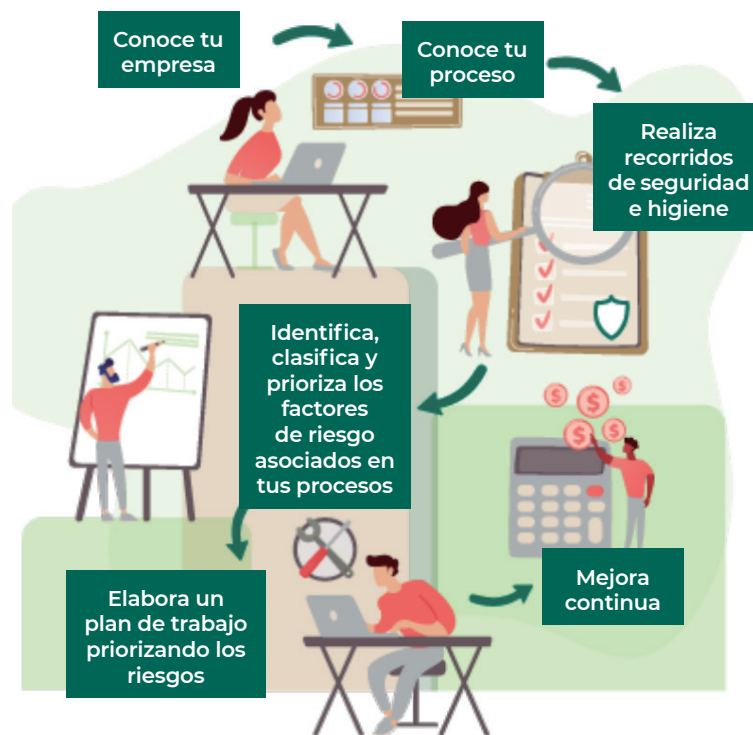 Conoce tu
empresa
Conoce tu
proceso
Realiza
recorridos
de seguridad
e higiene
Identifica,
clasifica y
prioriza los
factores
de riesgo
asociados en
tus procesos
Elabora un
plan de trabajo
priorizando los
riesgos
Mejora
continua